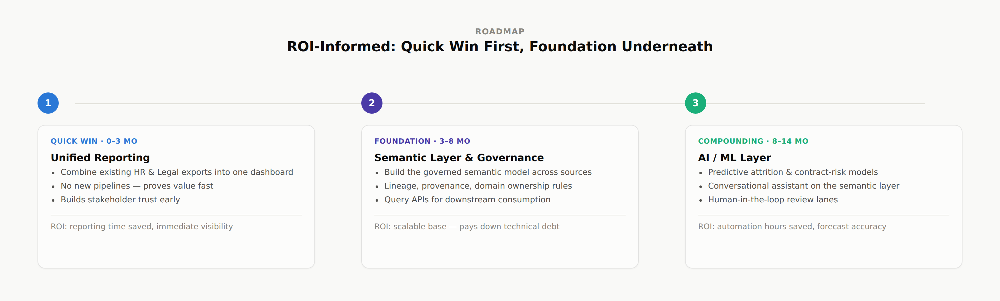 ROADMAP
ROI-Informed: Quick Win First, Foundation Underneath
1
QUICK WIN · 0–3 MO
Unified Reporting
• Combine existing HR & Legal exports into one dashboard
• No new pipelines — proves value fast
• Builds stakeholder trust early
ROI: reporting time saved, immediate visibility
2
FOUNDATION · 3–8 MO
Semantic Layer & Governance
• Build the governed semantic model across sources
• Lineage, provenance, domain ownership rules
• Query APIs for downstream consumption
ROI: scalable base — pays down technical debt
3
COMPOUNDING · 8–14 MO
AI / ML Layer
• Predictive attrition & contract-risk models
• Conversational assistant on the semantic layer
• Human-in-the-loop review lanes
ROI: automation hours saved, forecast accuracy